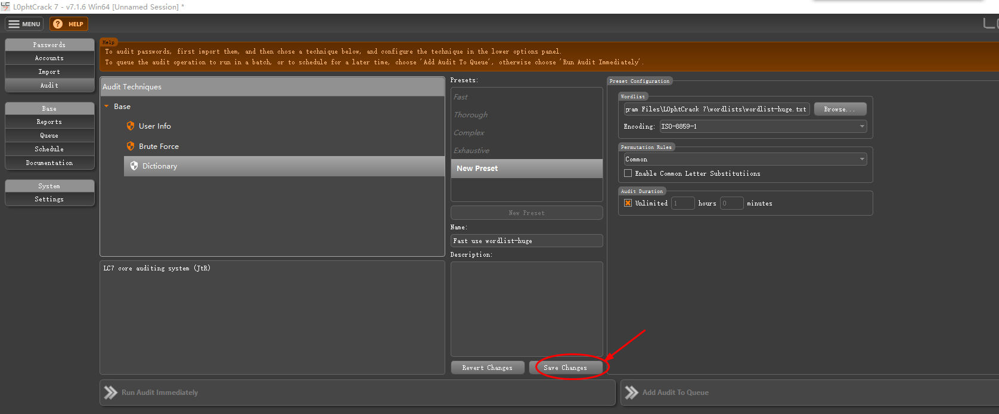 L0phtCrack 7 - v7.1.6 Win64 [Unnamed Session] *
MENU
HELP
Passwords
Accounts
Import
Audit
Base
Reports
Queue
Schedule
Documentation
System
Settings
Help
To audit passwords, first import them, and then chose a technique below, and configure the technique in the lower options panel.
To queue the audit operation to run in a batch, or to schedule for a later time, choose 'Add Audit To Queue', otherwise choose 'Run Audit Immediately'.
Audit Techniques
Base
User Info
Brute Force
Dictionary
LC7 core auditing system (JtR)
Presets:
Fast
Thorough
Complex
Exhaustive
New Preset
New Preset
Name:
Fast use wordlist-huge
Description:
Revert Changes
Save Changes
Preset Configuration
Wordlist
gram Files\L0phtCrack 7\wordlists\wordlist-huge.txt
Browse...
Encoding: ISO-8859-1
Permutation Rules
Common
Enable Common Letter Substitutiions
Audit Duration
Unlimited 1 hours 0 minutes
Run Audit Immediately
Add Audit To Queue